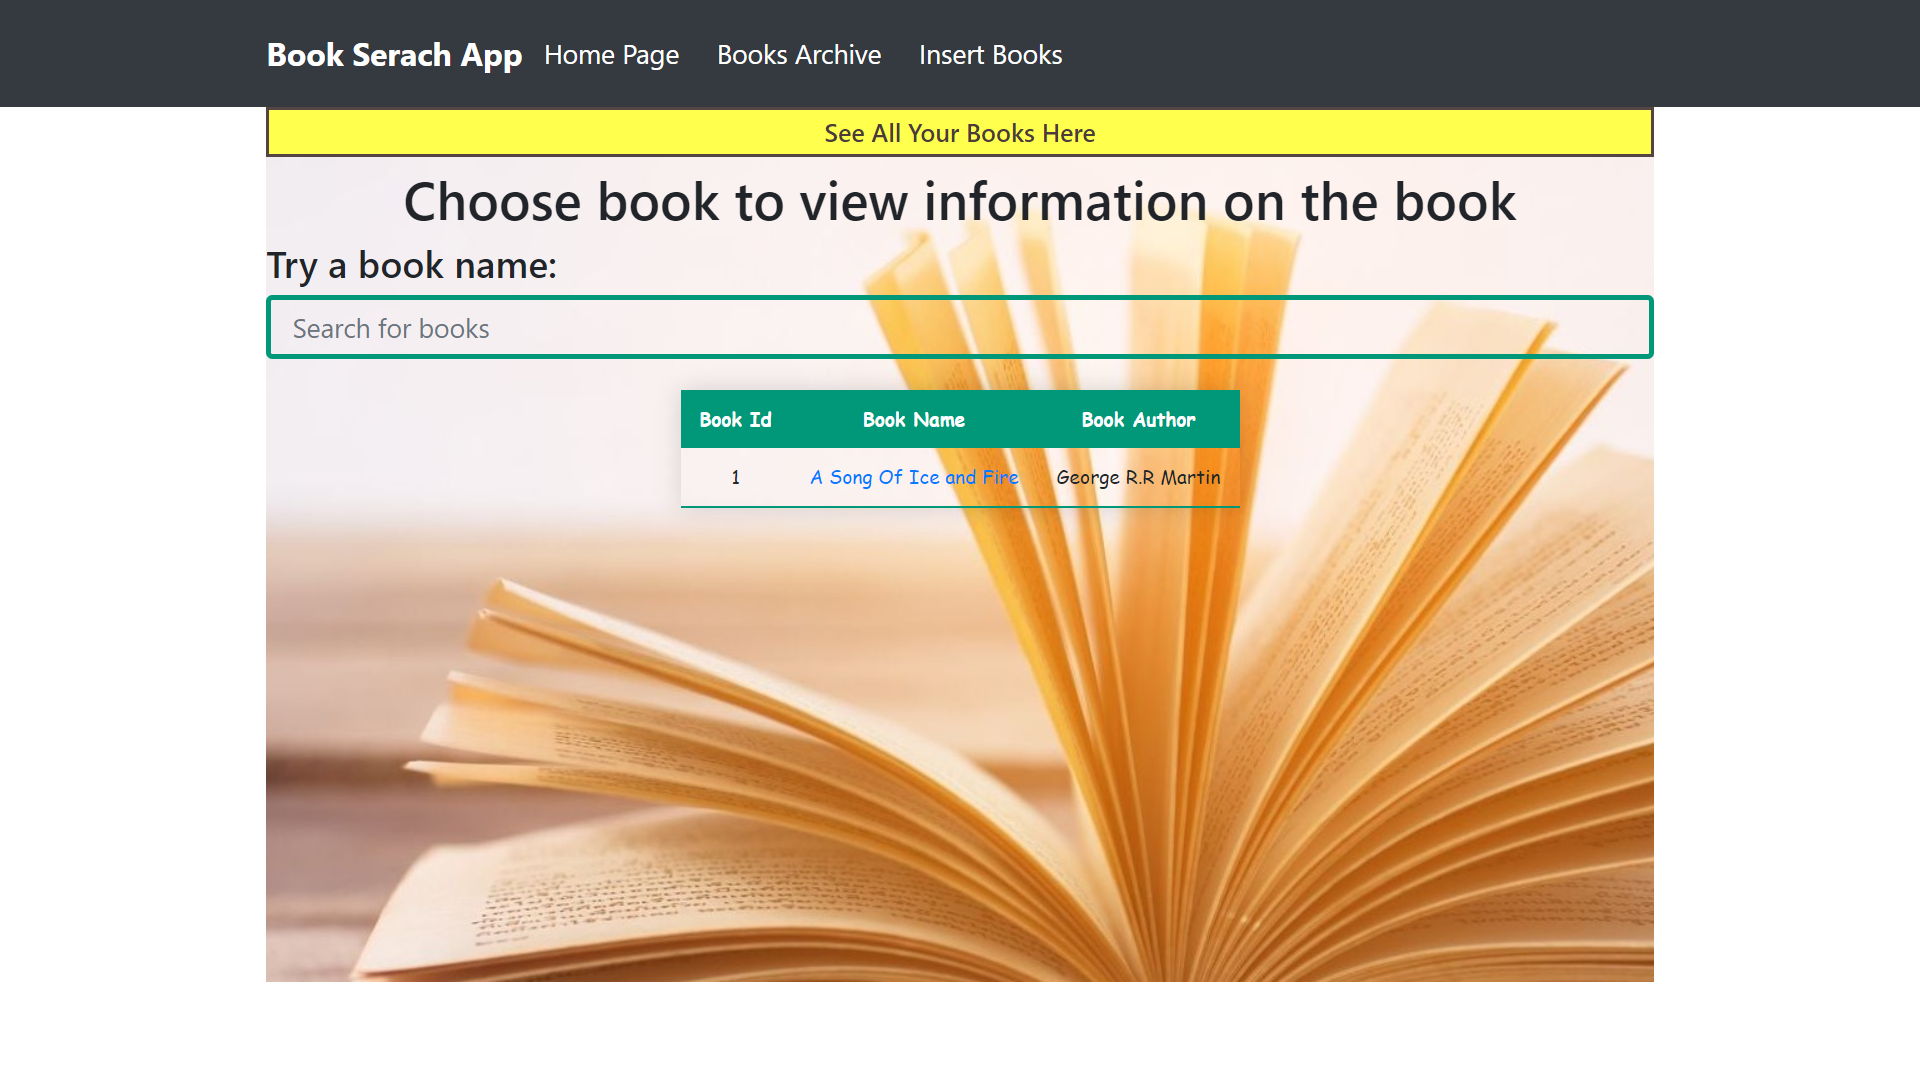 Book Serach App Home Page Books Archive Insert Books
See All Your Books Here
Choose book to view information on the book
Try a book name:
Search for books
Book Id Book Name Book Author
1 A Song Of Ice and Fire George R.R Martin